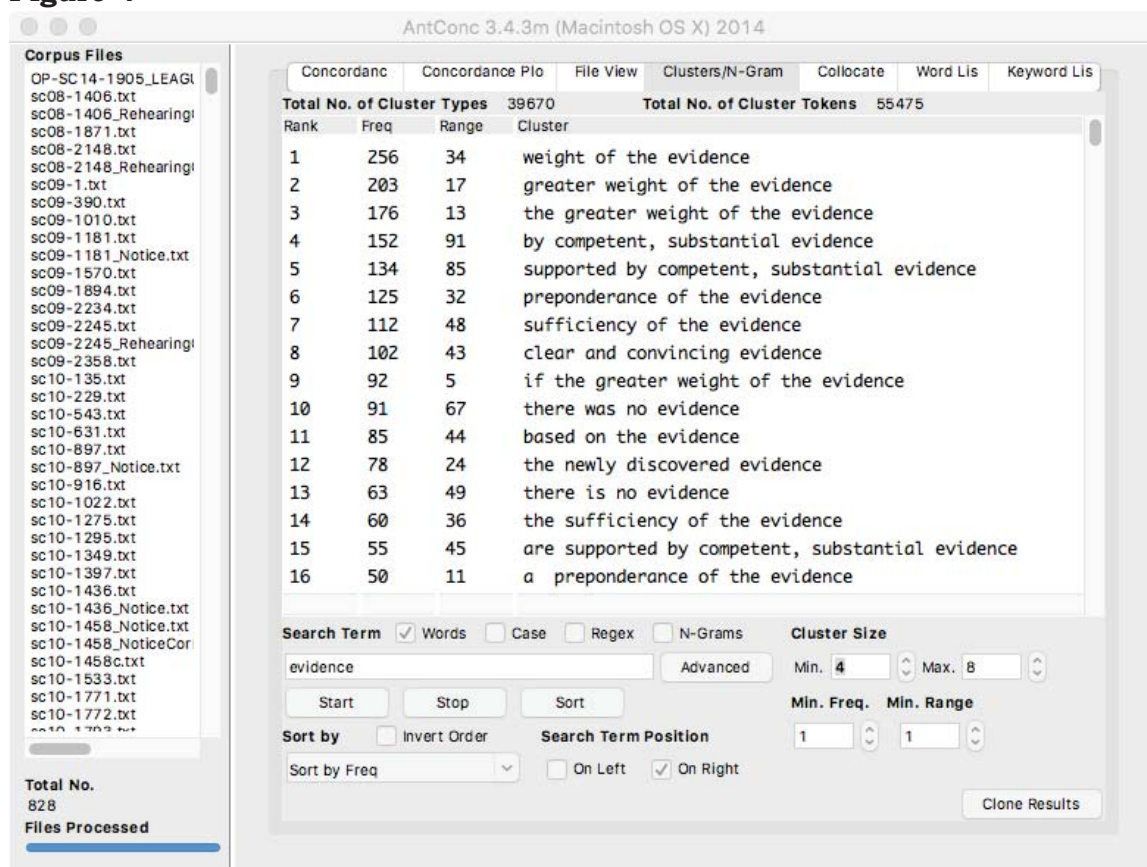 AntConc 3.4.3m (Macintosh OS X) 2014
Corpus Files
OP-SC14-1905_LEAGU
sc08-1406.txt
sc08-1406_Rehearing
sc08-1871.txt
sc08-2148.txt
sc08-2148_Rehearing
sc09-1.txt
sc09-390.txt
sc09-1010.txt
sc09-1181.txt
sc09-1181_Notice.txt
sc09-1570.txt
sc09-1894.txt
sc09-2234.txt
sc09-2245.txt
sc09-2245_Rehearing
sc09-2358.txt
sc10-135.txt
sc10-229.txt
sc10-543.txt
sc10-631.txt
sc10-897.txt
sc10-897_Notice.txt
sc10-916.txt
sc10-1022.txt
sc10-1275.txt
sc10-1295.txt
sc10-1349.txt
sc10-1397.txt
sc10-1436.txt
sc10-1436_Notice.txt
sc10-1458_Notice.txt
sc10-1458_NoticeCor
sc10-1458c.txt
sc10-1533.txt
sc10-1771.txt
sc10-1772.txt
Total No.
828
Files Processed
Concordanc Concordance Plo File View Clusters/N-Gram Collocate Word Lis Keyword Lis
Total No. of Cluster Types 39670 Total No. of Cluster Tokens 55475
Rank Freq Range Cluster
1 256 34 weight of the evidence
2 203 17 greater weight of the evidence
3 176 13 the greater weight of the evidence
4 152 91 by competent, substantial evidence
5 134 85 supported by competent, substantial evidence
6 125 32 preponderance of the evidence
7 112 48 sufficiency of the evidence
8 102 43 clear and convincing evidence
9 92 5 if the greater weight of the evidence
10 91 67 there was no evidence
11 85 44 based on the evidence
12 78 24 the newly discovered evidence
13 63 49 there is no evidence
14 60 36 the sufficiency of the evidence
15 55 45 are supported by competent, substantial evidence
16 50 11 a preponderance of the evidence
Search Term Words Case Regex N-Grams Cluster Size
evidence Advanced Min. 4 Max. 8
Start Stop Sort Min. Freq. Min. Range
Sort by Invert Order Search Term Position 1 1
Sort by Freq On Left On Right
Clone Results